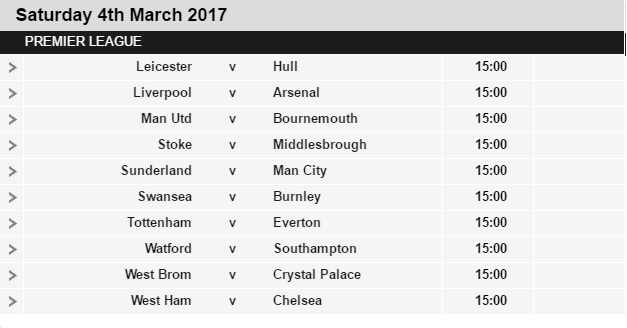 Saturday 4th March 2017
PREMIER LEAGUE
Leicester v Hull 15:00
Liverpool v Arsenal 15:00
Man Utd v Bournemouth 15:00
Stoke v Middlesbrough 15:00
Sunderland v Man City 15:00
Swansea v Burnley 15:00
Tottenham v Everton 15:00
Watford v Southampton 15:00
West Brom v Crystal Palace 15:00
West Ham v Chelsea 15:00